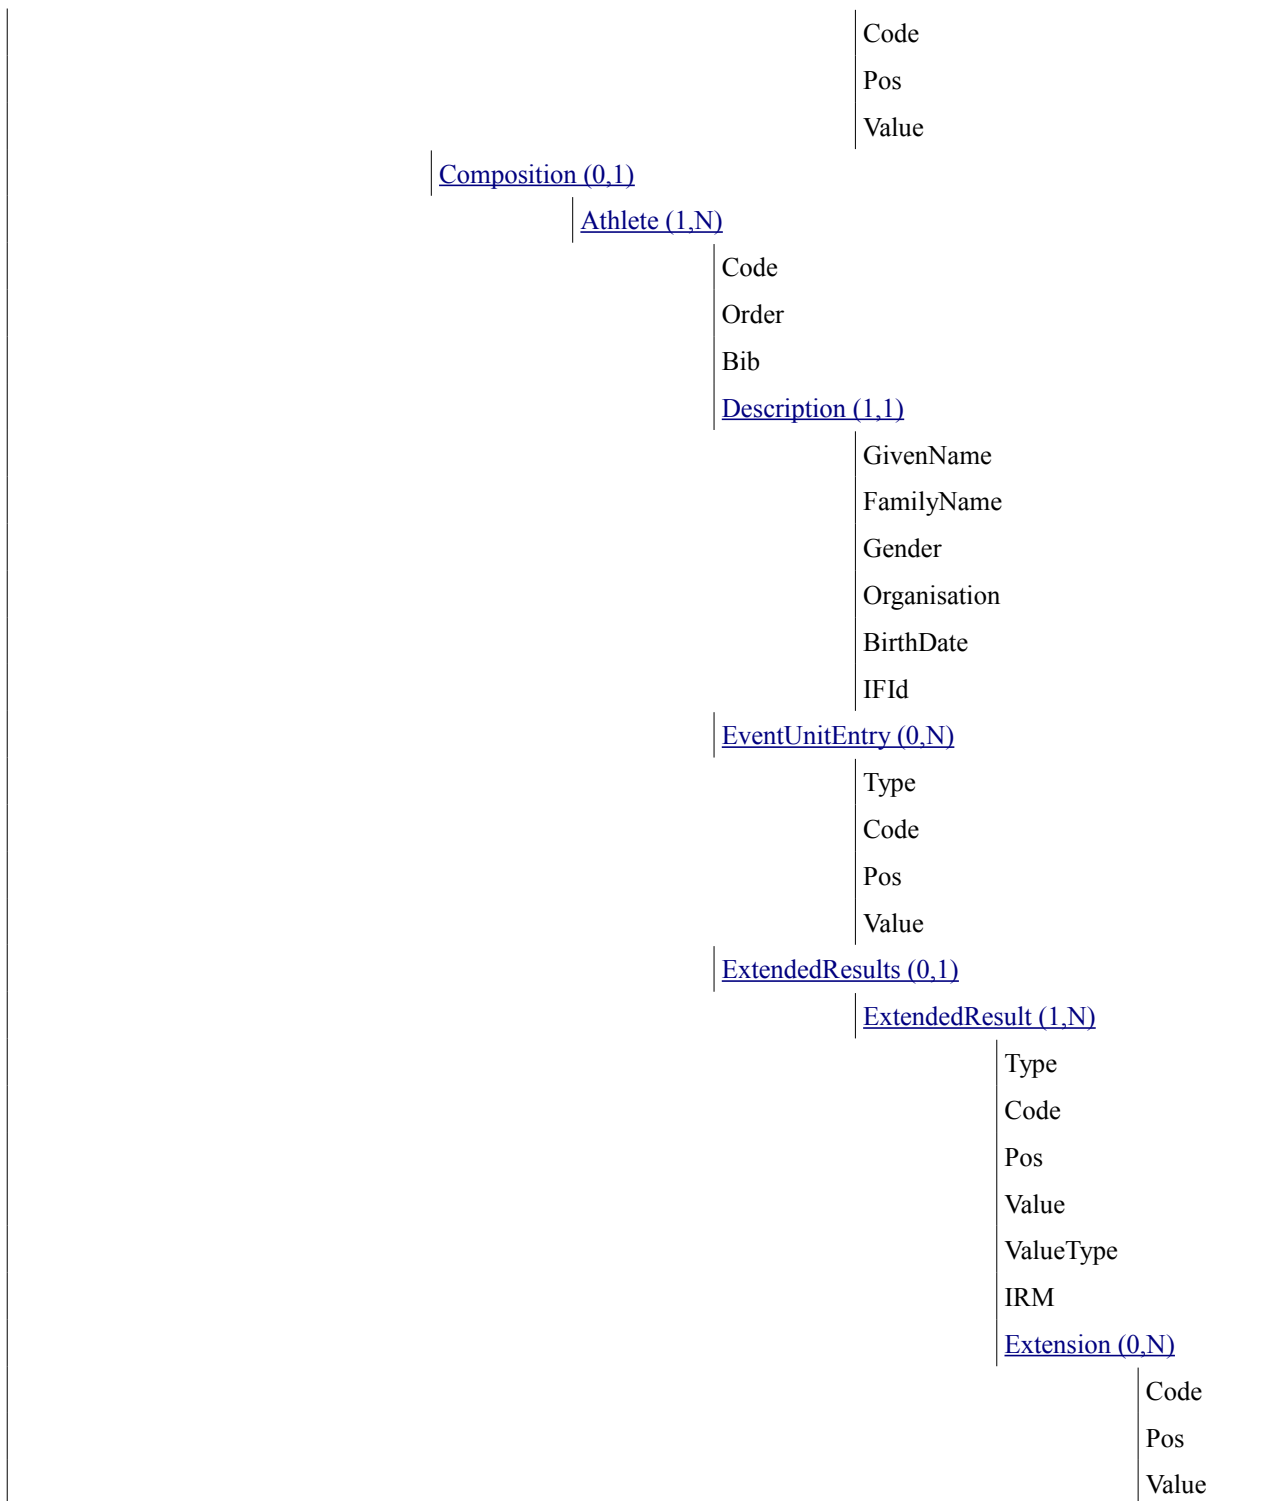 Code
Pos
Value
Composition (0,1)
Athlete (1,N)
Code
Order
Bib
Description (1,1)
GivenName
FamilyName
Gender
Organisation
BirthDate
IFId
EventUnitEntry (0,N)
Type
Code
Pos
Value
ExtendedResults (0,1)
ExtendedResult (1,N)
Type
Code
Pos
Value
ValueType
IRM
Extension (0,N)
Code
Pos
Value